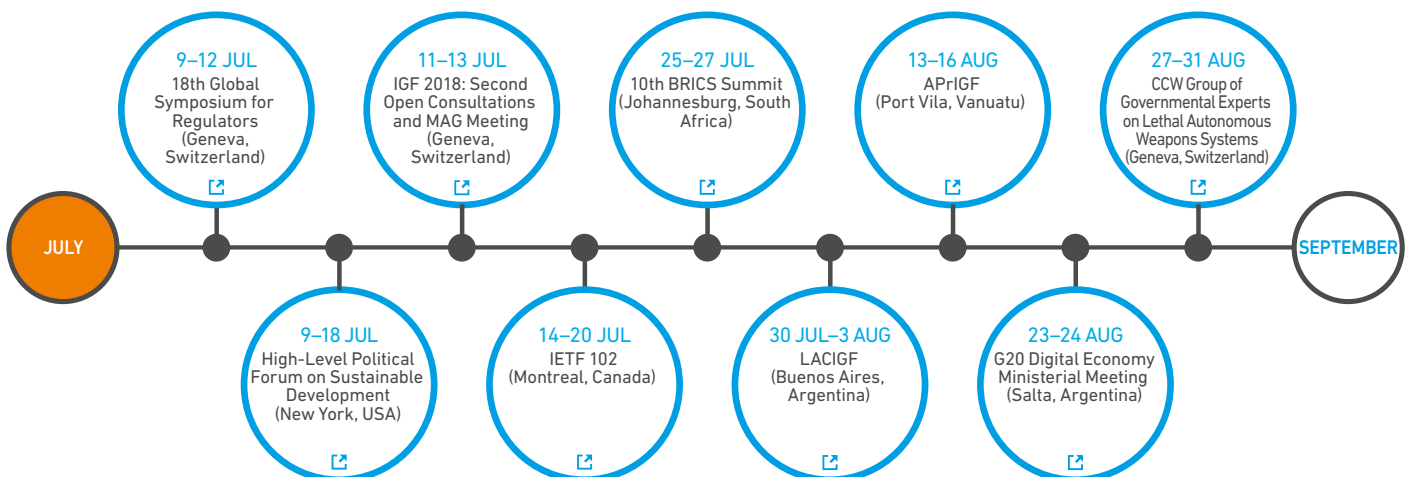 9–12 JUL
18th Global
Symposium for
Regulators
(Geneva,
Switzerland)
11–13 JUL
IGF 2018: Second
Open Consultations
and MAG Meeting
(Geneva,
Switzerland)
25–27 JUL
10th BRICS Summit
(Johannesburg, South
Africa)
13–16 AUG
APrIGF
(Port Vila, Vanuatu)
27–31 AUG
CCW Group of
Governmental Experts
on Lethal Autonomous
Weapons Systems
(Geneva, Switzerland)
JULY
SEPTEMBER
9–18 JUL
High-Level Political
Forum on Sustainable
Development
(New York, USA)
14–20 JUL
IETF 102
(Montreal, Canada)
30 JUL–3 AUG
LACIGF
(Buenos Aires,
Argentina)
23–24 AUG
G20 Digital Economy
Ministerial Meeting
(Salta, Argentina)